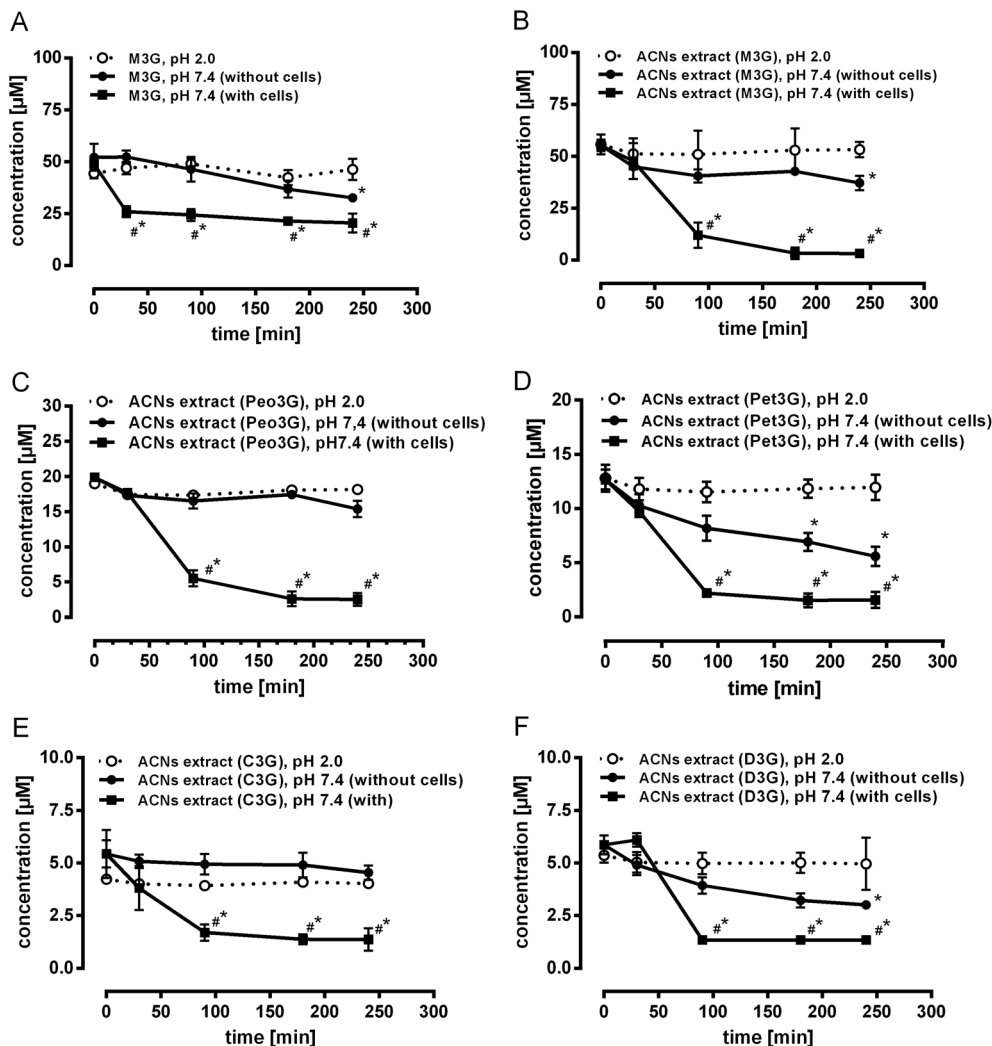 A
M3G, pH 2.0
M3G, pH 7.4 (without cells)
M3G, pH 7.4 (with cells)
concentration [µM]
100
75
50
25
0
*
#* #* #* #*
0 50 100 150 200 250 300
time [min]
B
ACNs extract (M3G), pH 2.0
ACNs extract (M3G), pH 7.4 (without cells)
ACNs extract (M3G), pH 7.4 (with cells)
concentration [µM]
100
75
50
25
0
*
#* #* #*
0 50 100 150 200 250 300
time [min]
C
ACNs extract (Peo3G), pH 2.0
ACNs extract (Peo3G), pH 7,4 (without cells)
ACNs extract (Peo3G), pH7.4 (with cells)
concentration [µM]
30
25
20
15
10
5
0
#* #* #*
0 50 100 150 200 250 300
time [min]
D
ACNs extract (Pet3G), pH 2.0
ACNs extract (Pet3G), pH 7.4 (without cells)
ACNs extract (Pet3G), pH 7.4 (with cells)
concentration [µM]
20
15
10
5
0
* *
#* #* #*
0 50 100 150 200 250 300
time [min]
E
ACNs extract (C3G), pH 2.0
ACNs extract (C3G), pH 7.4 (without cells)
ACNs extract (C3G), pH 7.4 (with)
concentration [µM]
10.0
7.5
5.0
2.5
0.0
#* #* #*
0 50 100 150 200 250 300
time [min]
F
ACNs extract (D3G), pH 2.0
ACNs extract (D3G), pH 7.4 (without cells)
ACNs extract (D3G), pH 7.4 (with cells)
concentration [µM]
10.0
7.5
5.0
2.5
0.0
*
#* #* #*
0 50 100 150 200 250 300
time [min]